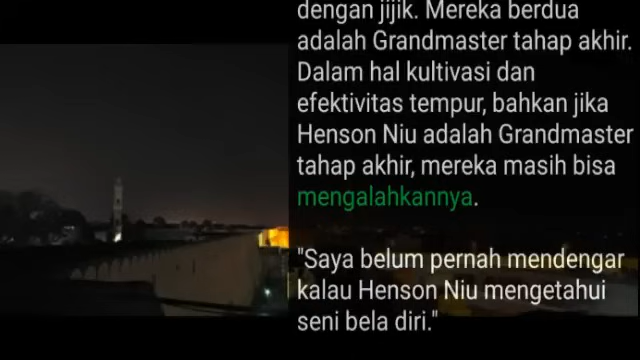 dengan jijik. Mereka berdua
adalah Grandmaster tahap akhir.
Dalam hal kultivasi dan
efektivitas tempur, bahkan jika
Henson Niu adalah Grandmaster
tahap akhir, mereka masih bisa
mengalahkannya.
"Saya belum pernah mendengar
kalau Henson Niu mengetahui
seni bela diri."